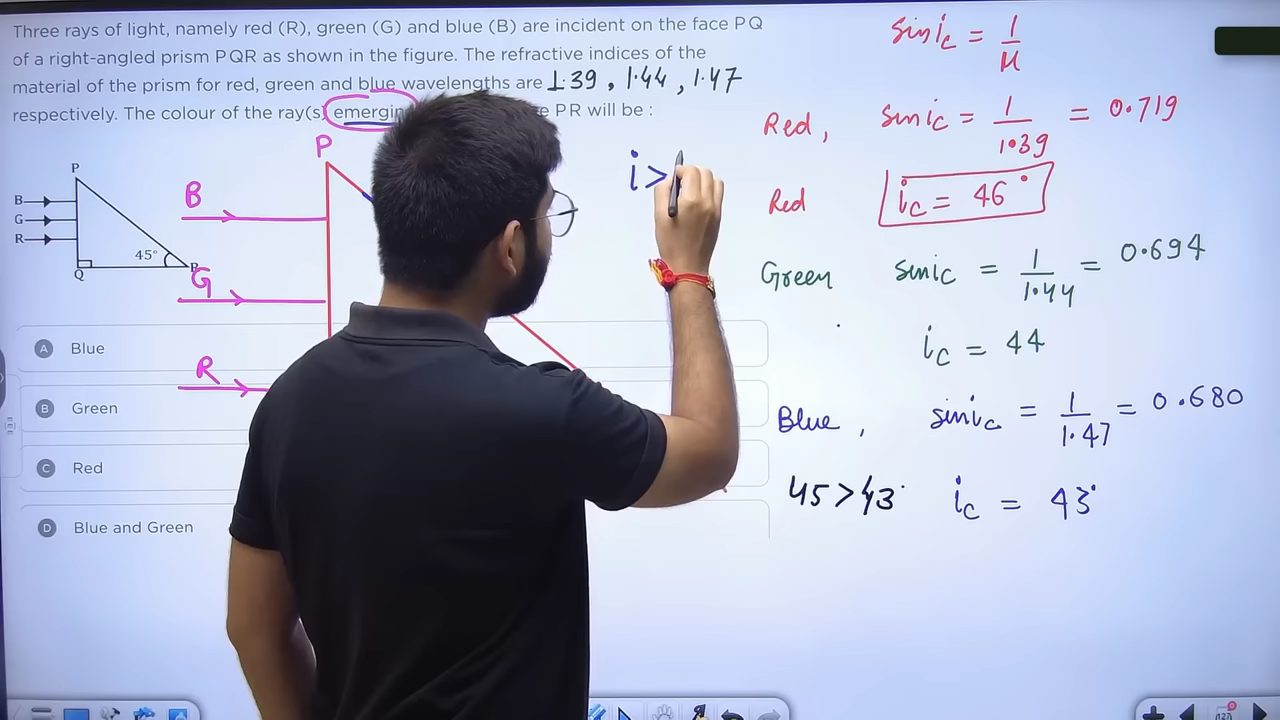 Three rays of light, namely red (R), green (G) and blue (B) are incident on the face PQ
of a right-angled prism PQR as shown in the figure. The refractive indices of the
material of the prism for red, green and blue wavelengths are 1.39, 1.44, 1.47
respectively. The colour of the ray(s) emerging PR will be :
P
B
G
R
45°
Q
R
P
B
G
R
i >
A Blue
B Green
C Red
D Blue and Green
sin ic = 1/μ
Red, sin ic = 1/1.39 = 0.719
Red ic = 46°
Green sin ic = 1/1.44 = 0.694
ic = 44
Blue, sin ic = 1/1.47 = 0.680
45 > 43° ic = 43°
127